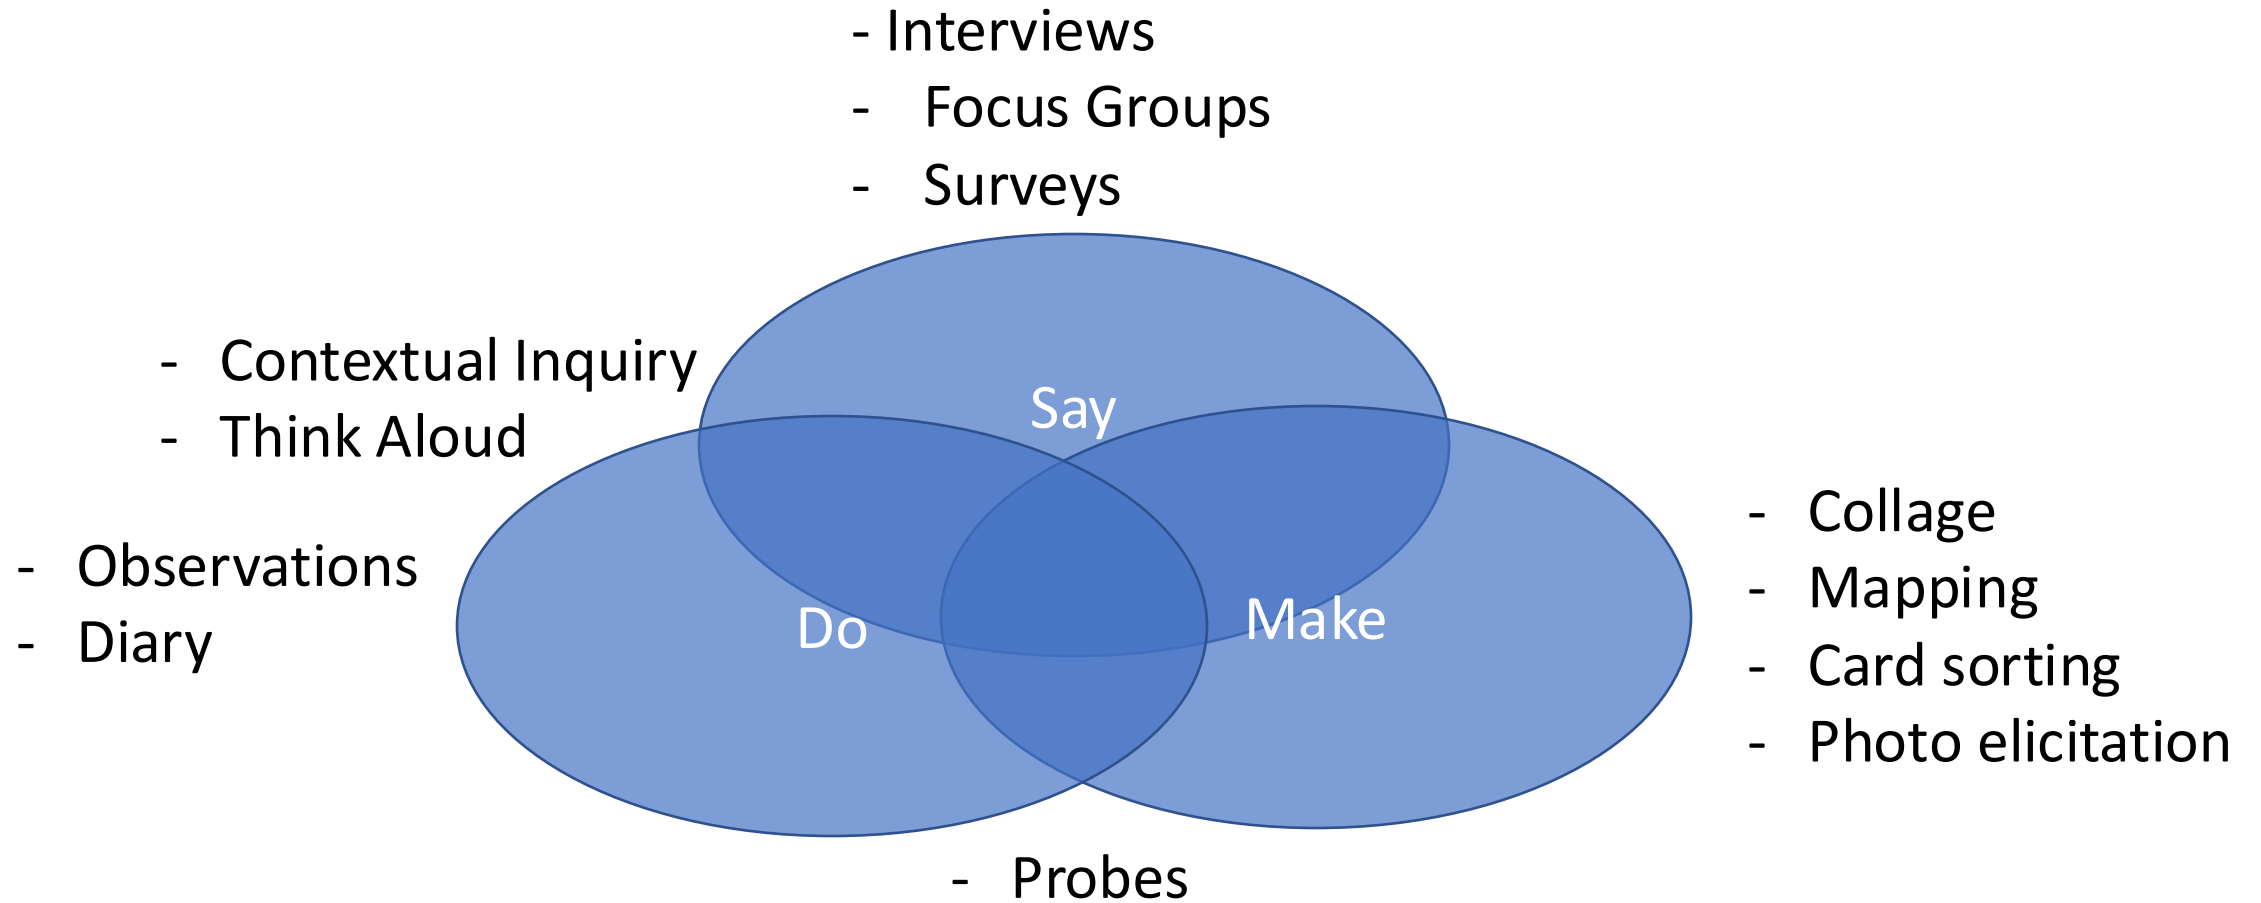 - Interviews
- Focus Groups
- Surveys
- Contextual Inquiry
- Think Aloud
- Observations
- Diary
Say
Do
Make
- Collage
- Mapping
- Card sorting
- Photo elicitation
- Probes